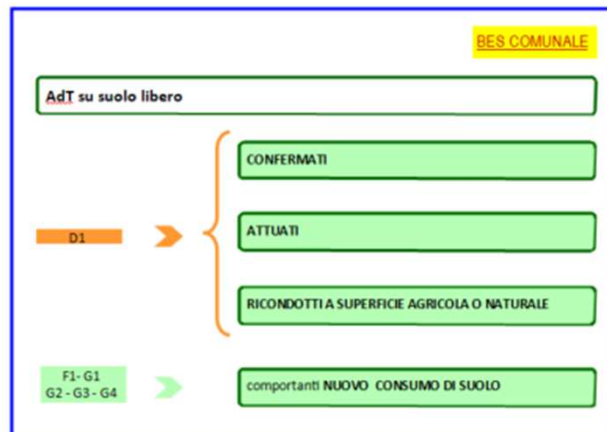 BES COMUNALE
AdT su suolo libero
CONFERMATI
D1
ATTUATI
RICONDOTTI A SUPERFICIE AGRICOLA O NATURALE
F1- G1
G2 - G3 - G4
comportanti NUOVO CONSUMO DI SUOLO